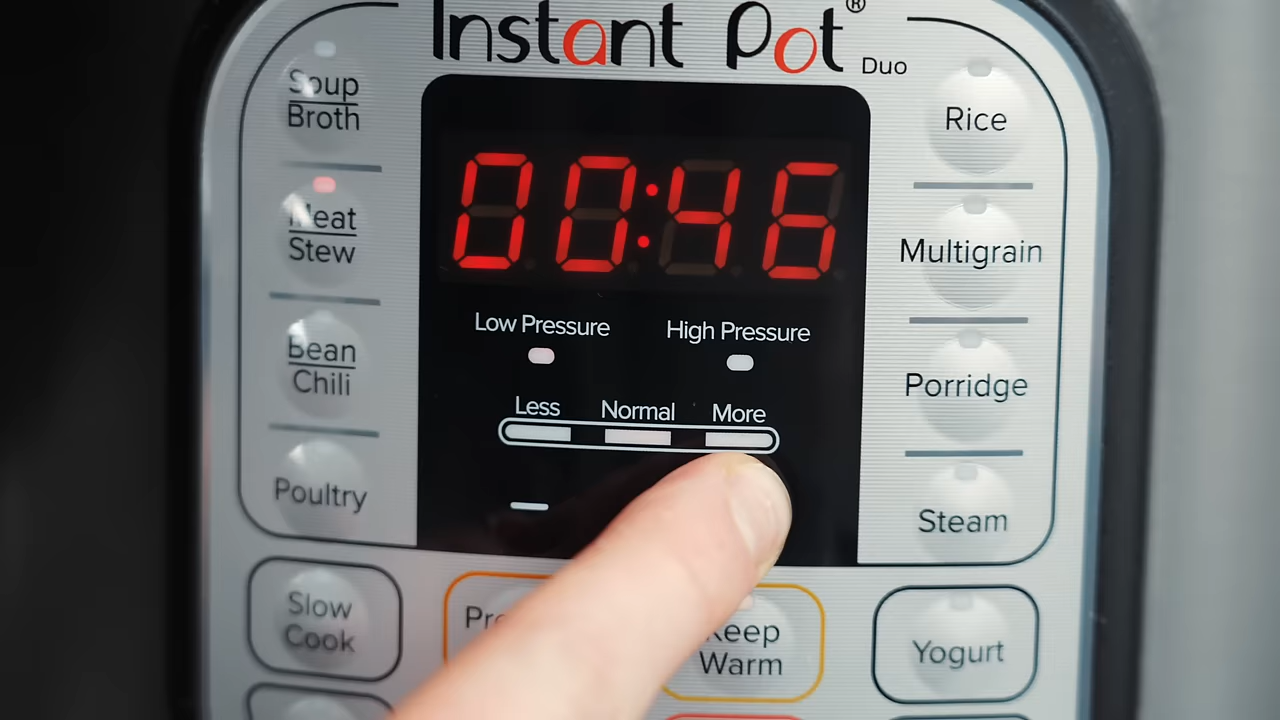 Instant Pot® Duo
Soup
Broth
Meat
Stew
Bean
Chili
Poultry
00:46
Low Pressure
High Pressure
Less
Normal
More
Rice
Multigrain
Porridge
Steam
Slow
Cook
Keep
Warm
Yogurt